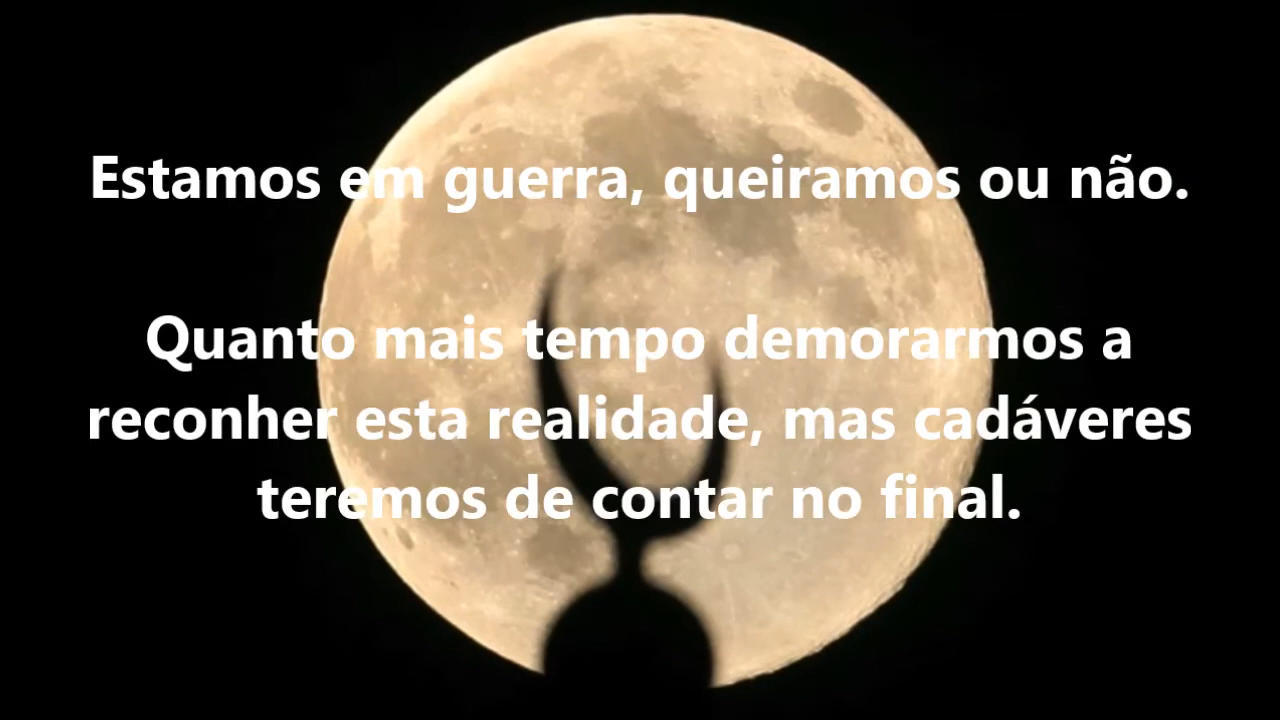 Estamos em guerra, queiramos ou não.
Quanto mais tempo demorarmos a
reconher esta realidade, mas cadáveres
teremos de contar no final.